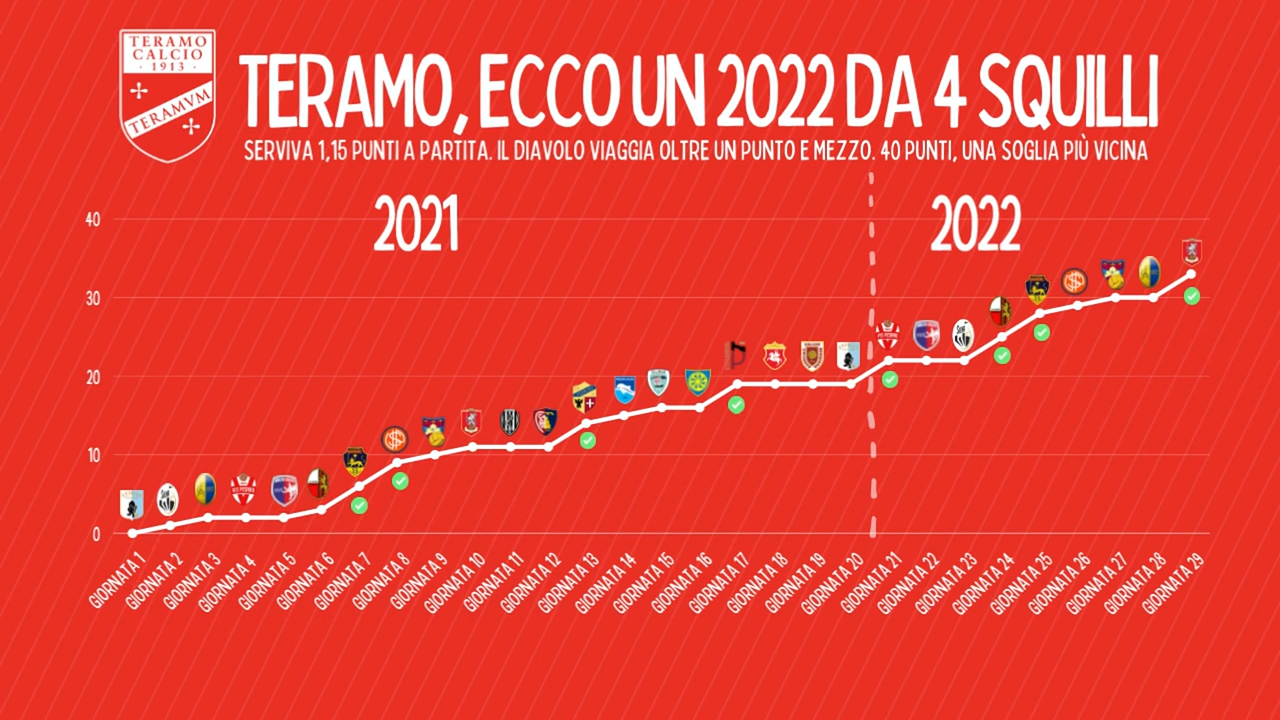 TERAMO
CALCIO
· 1913 ·
TERAMVM
TERAMO, ECCO UN 2022 DA 4 SQUILLI
SERVIVA 1,15 PUNTI A PARTITA. IL DIAVOLO VIAGGIA OLTRE UN PUNTO E MEZZO. 40 PUNTI, UNA SOGLIA PIÙ VICINA
2021
2022
40
30
20
10
0
GIORNATA 1
GIORNATA 2
GIORNATA 3
GIORNATA 4
GIORNATA 5
GIORNATA 6
GIORNATA 7
GIORNATA 8
GIORNATA 9
GIORNATA 10
GIORNATA 11
GIORNATA 12
GIORNATA 13
GIORNATA 14
GIORNATA 15
GIORNATA 16
GIORNATA 17
GIORNATA 18
GIORNATA 19
GIORNATA 20
GIORNATA 21
GIORNATA 22
GIORNATA 23
GIORNATA 24
GIORNATA 25
GIORNATA 26
GIORNATA 27
GIORNATA 28
GIORNATA 29